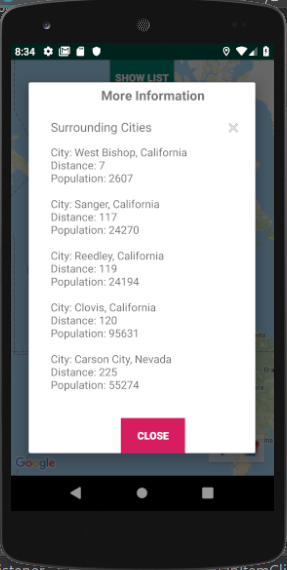 8:34
SHOW LIST
More Information
Surrounding Cities
City: West Bishop, California
Distance: 7
Population: 2607
City: Sanger, California
Distance: 117
Population: 24270
City: Reedley, California
Distance: 119
Population: 24194
City: Clovis, California
Distance: 120
Population: 95631
City: Carson City, Nevada
Distance: 225
Population: 55274
CLOSE
Google